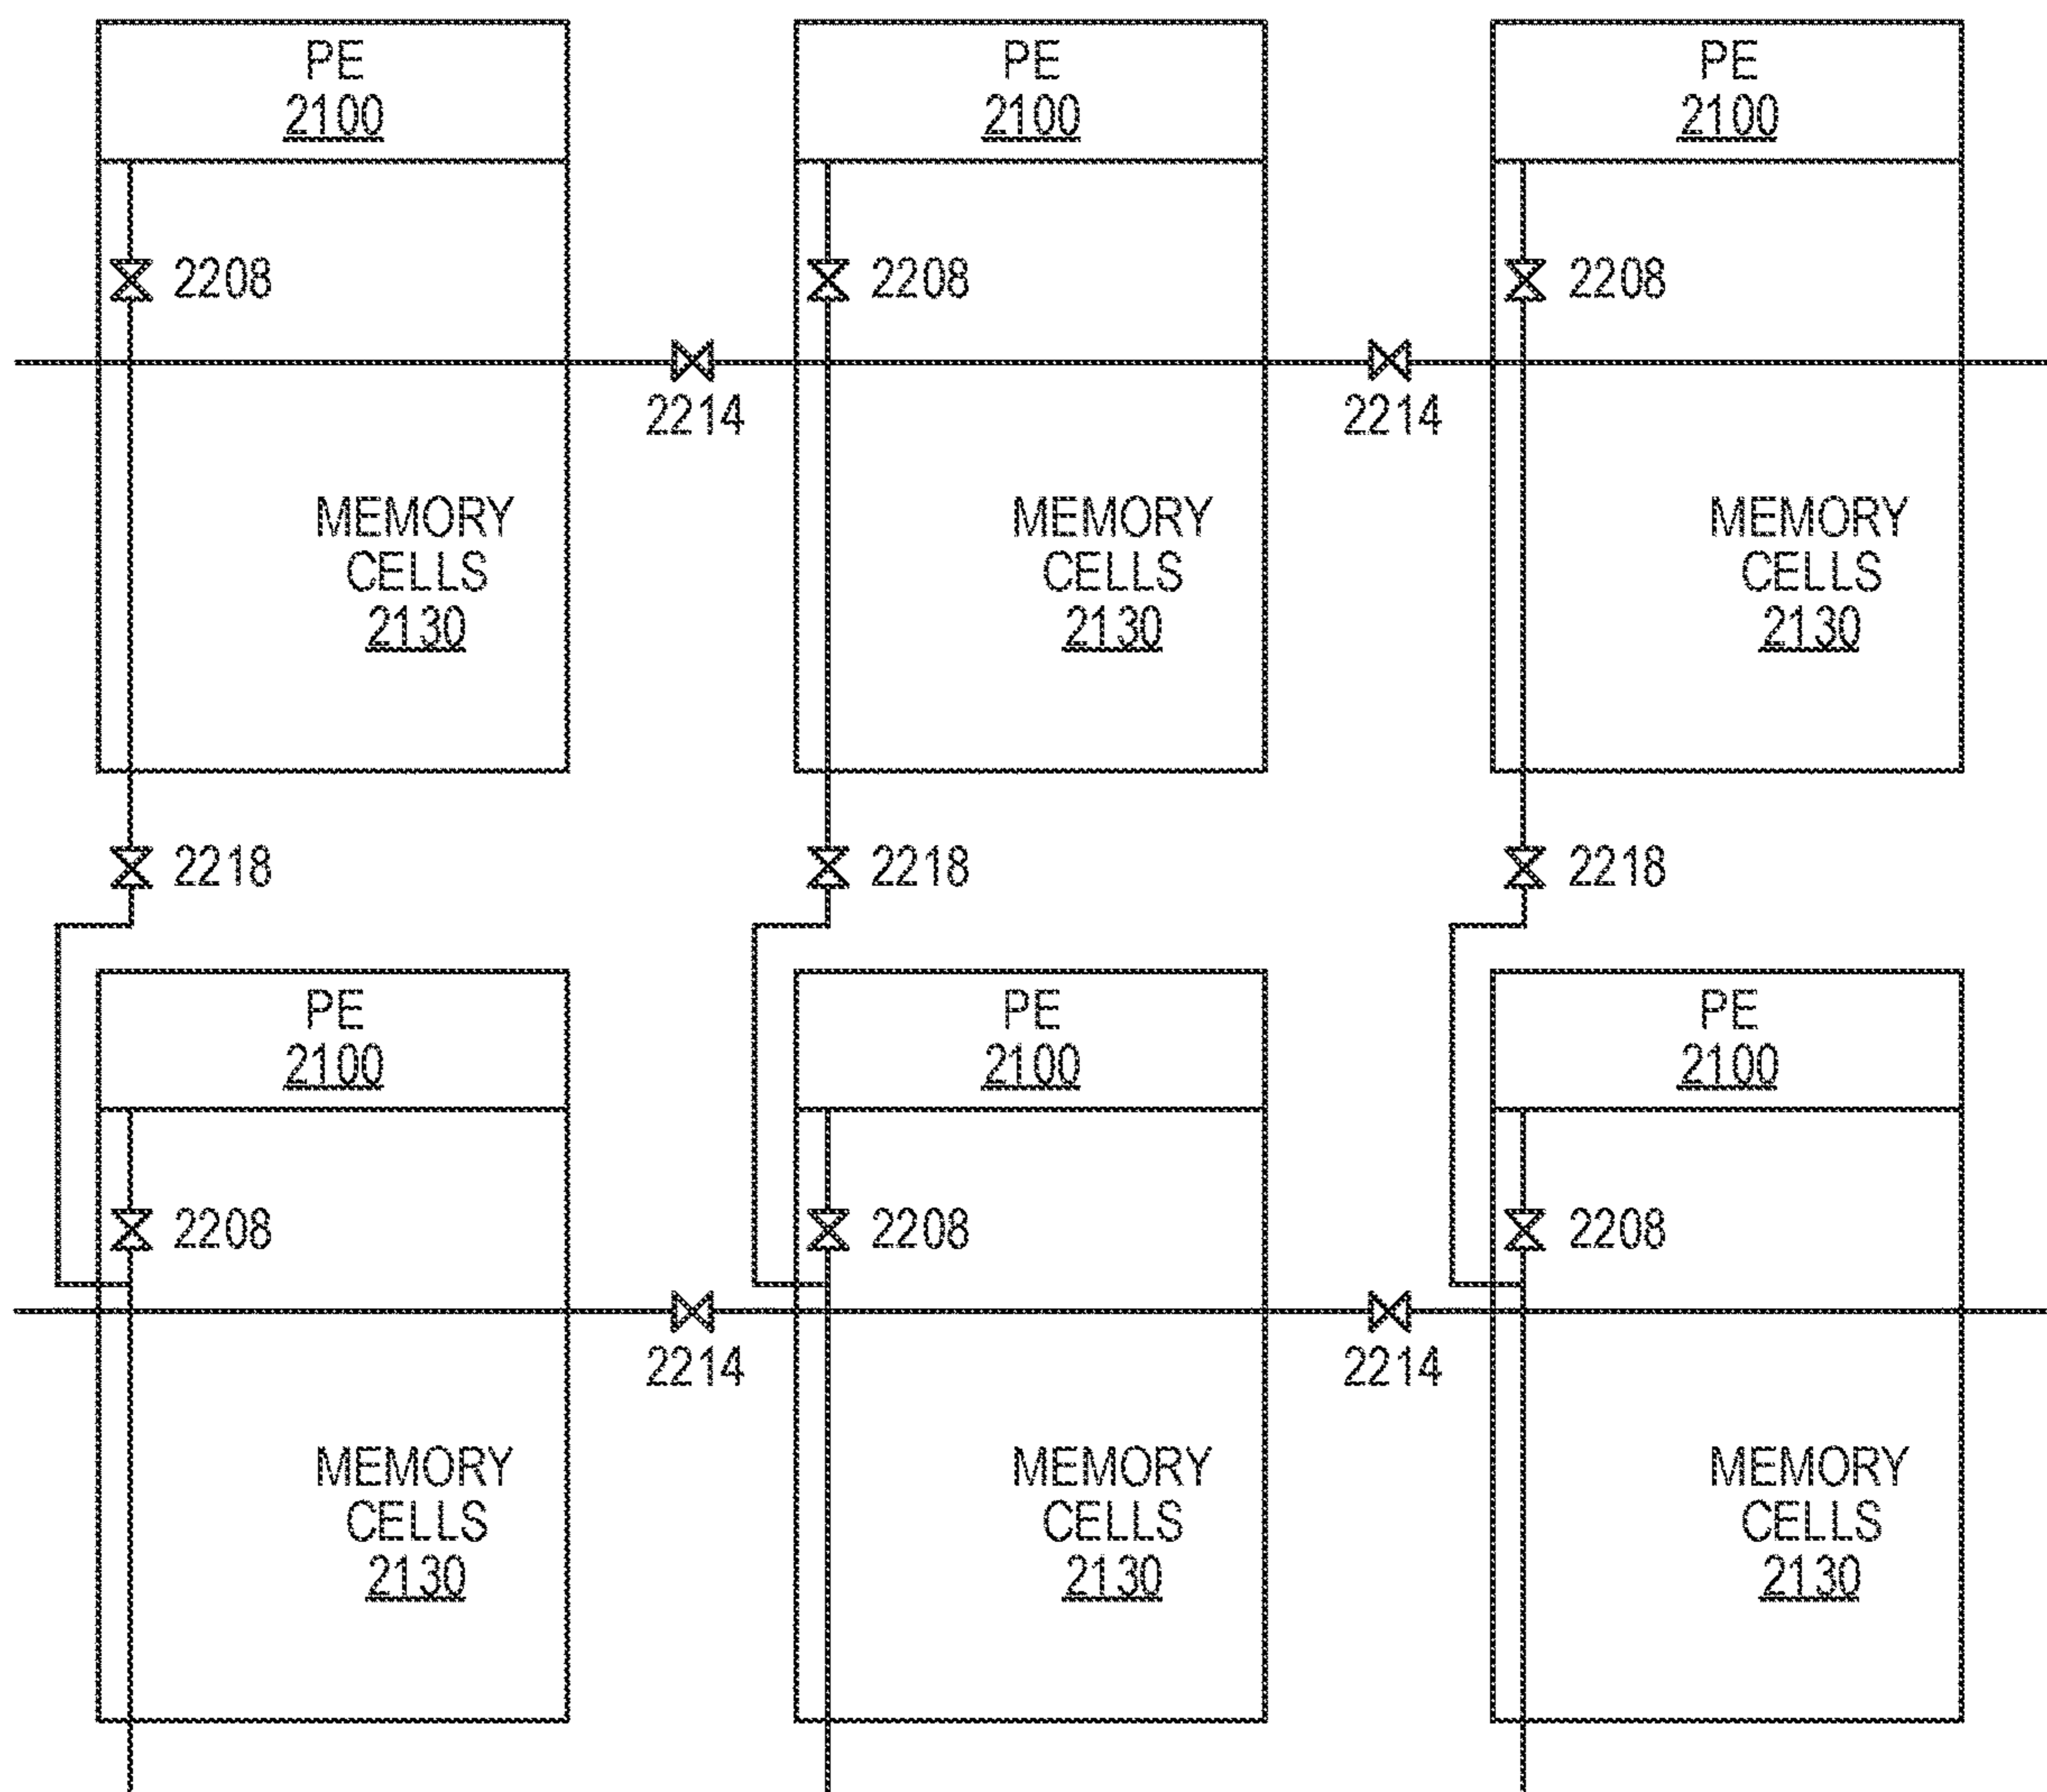 PE PE PE
2100 2100 2100
2208 2208 2208
2214 2214
MEMORY MEMORY MEMORY
CELLS CELLS CELLS
2130 2130 2130
2218 2218 2218
PE PE PE
2100 2100 2100
2208 2208 2208
2214 2214
MEMORY MEMORY MEMORY
CELLS CELLS CELLS
2130 2130 2130